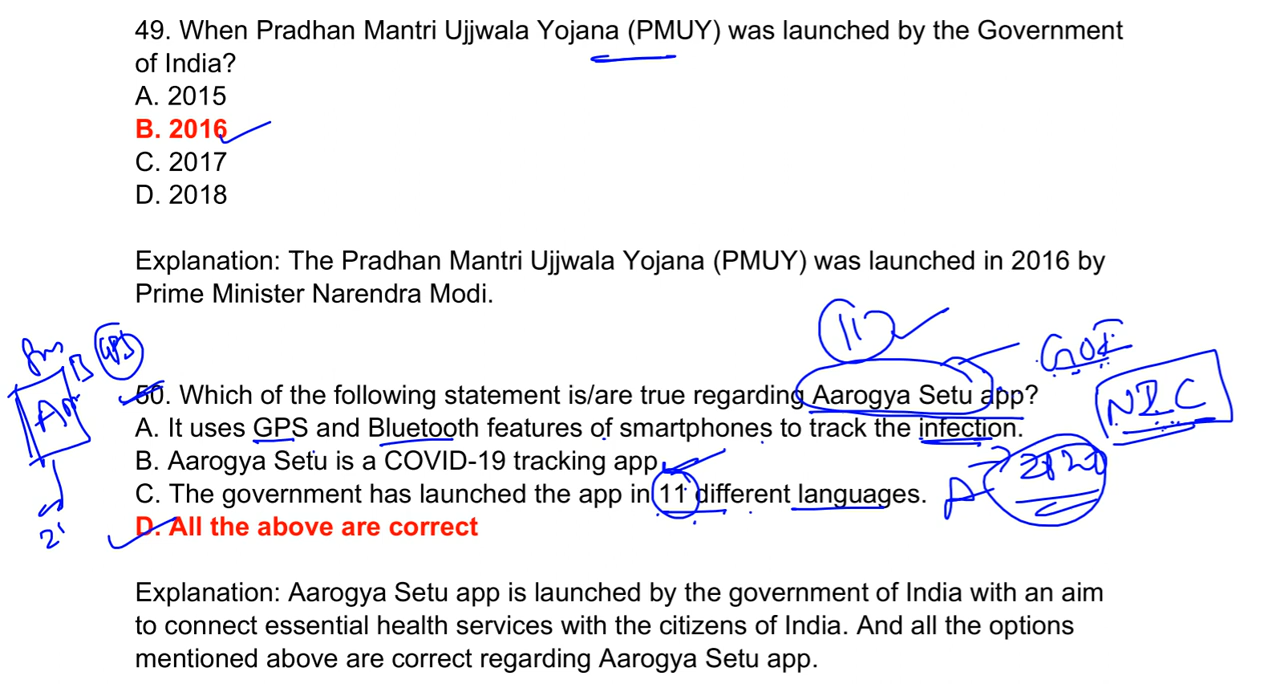 49. When Pradhan Mantri Ujjwala Yojana (PMUY) was launched by the Government
of India?
A. 2015
B. 2016
C. 2017
D. 2018
Explanation: The Pradhan Mantri Ujjwala Yojana (PMUY) was launched in 2016 by
Prime Minister Narendra Modi.
11
GOI
GPS
50. Which of the following statement is/are true regarding Aarogya Setu app?
NIC
A. It uses GPS and Bluetooth features of smartphones to track the infection.
B. Aarogya Setu is a COVID-19 tracking app
2020
C. The government has launched the app in 11 different languages.
D. All the above are correct
Explanation: Aarogya Setu app is launched by the government of India with an aim
to connect essential health services with the citizens of India. And all the options
mentioned above are correct regarding Aarogya Setu app.